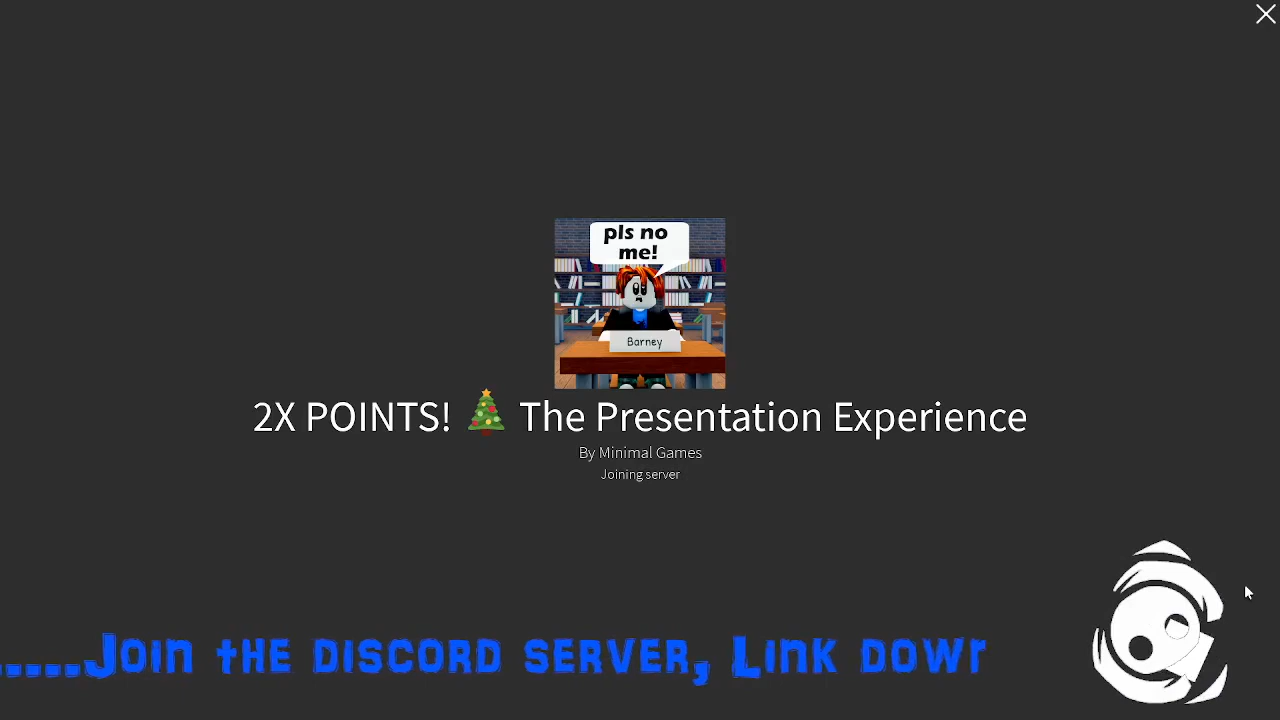 pls no
me!
Barney
2X POINTS! 🎄 The Presentation Experience
By Minimal Games
Joining server
.....Join the discord server, Link down